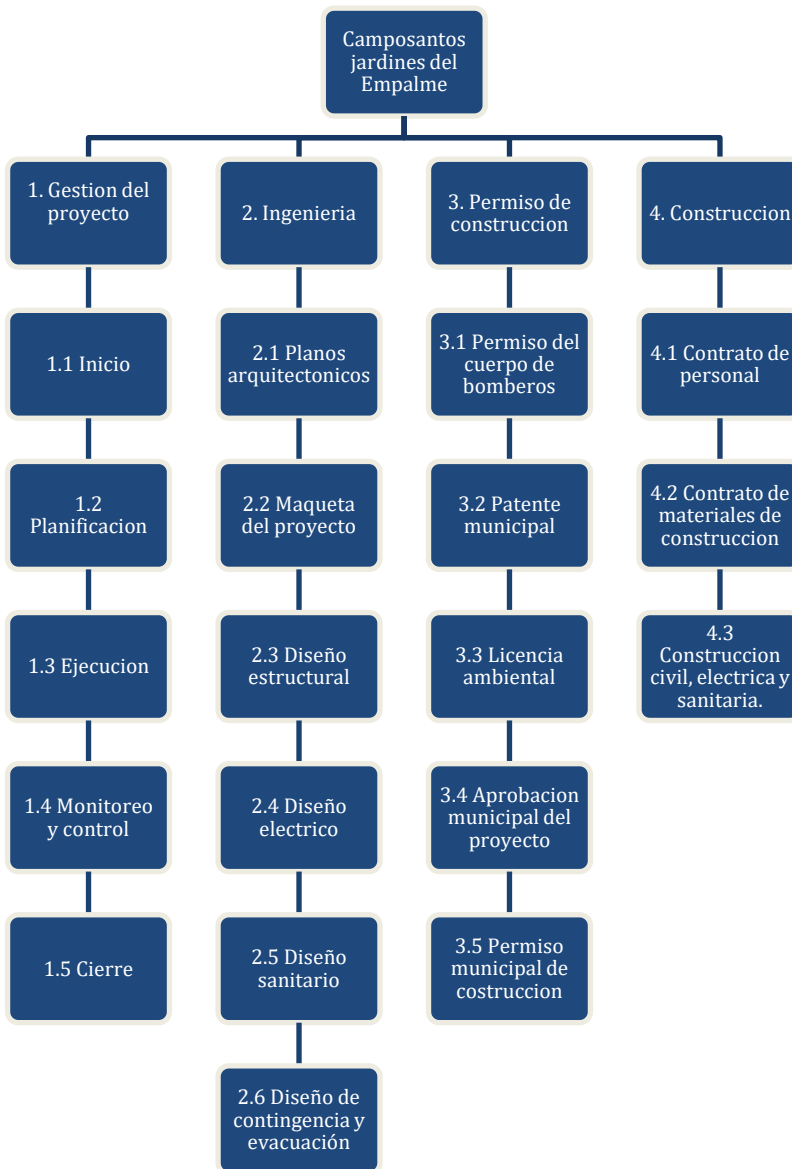 Camposantos
jardines del
Empalme
1. Gestion del
proyecto
1.1 Inicio
1.2
Planificacion
1.3 Ejecucion
1.4 Monitoreo
y control
1.5 Cierre
2. Ingenieria
2.1 Planos
arquitectonicos
2.2 Maqueta
del proyecto
2.3 Diseño
estructural
2.4 Diseño
electrico
2.5 Diseño
sanitario
2.6 Diseño de
contingencia y
evacuación
3. Permiso de
construccion
3.1 Permiso del
cuerpo de
bomberos
3.2 Patente
municipal
3.3 Licencia
ambiental
3.4 Aprobacion
municipal del
proyecto
3.5 Permiso
municipal de
costruccion
4. Construccion
4.1 Contrato de
personal
4.2 Contrato de
materiales de
construccion
4.3
Construccion
civil, electrica y
sanitaria.